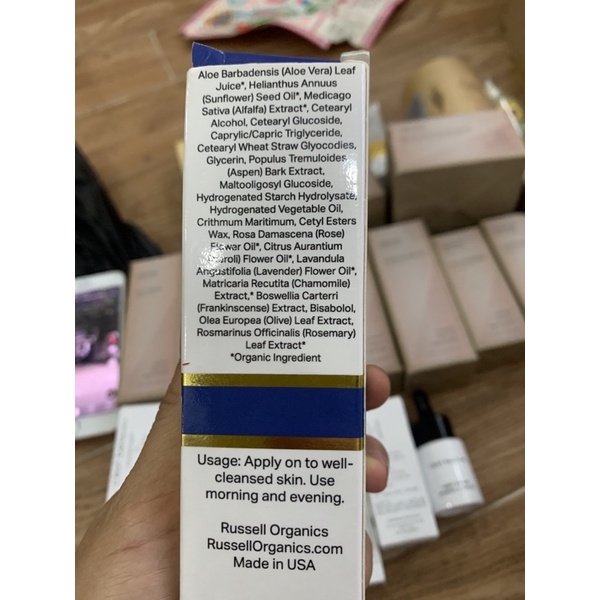 Aloe Barbadensis (Aloe Vera) Leaf
Juice*, Helianthus Annuus
(Sunflower) Seed Oil*, Medicago
Sativa (Alfalfa) Extract*, Cetearyl
Alcohol, Cetearyl Glucoside,
Caprylic/Capric Triglyceride,
Cetearyl Wheat Straw Glyocodies,
Glycerin, Populus Tremuloides
(Aspen) Bark Extract,
Maltooligosyl Glucoside,
Hydrogenated Starch Hydrolysate,
Hydrogenated Vegetable Oil,
Crithmum Maritimum, Cetyl Esters
Wax, Rosa Damascena (Rose)
Flower Oil*, Citrus Aurantium
(Neroli) Flower Oil*, Lavandula
Angustifolia (Lavender) Flower Oil*,
Matricaria Recutita (Chamomile)
Extract,* Boswellia Carterri
(Frankinscense) Extract, Bisabolol,
Olea Europea (Olive) Leaf Extract,
Rosmarinus Officinalis (Rosemary)
Leaf Extract*
*Organic Ingredient
Usage: Apply on to well-
cleansed skin. Use
morning and evening.
Russell Organics
RussellOrganics.com
Made in USA